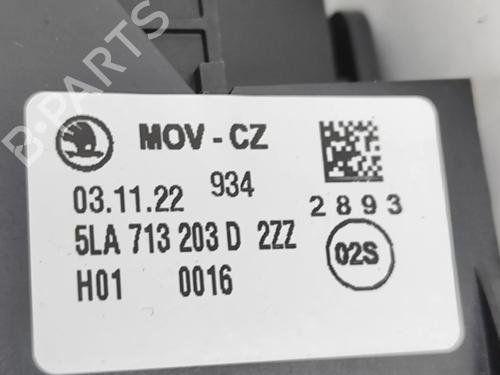 B-PARTS
MOV - CZ
03.11.22 934
2893
5LA 713 203 D 2ZZ
02S
H01 0016